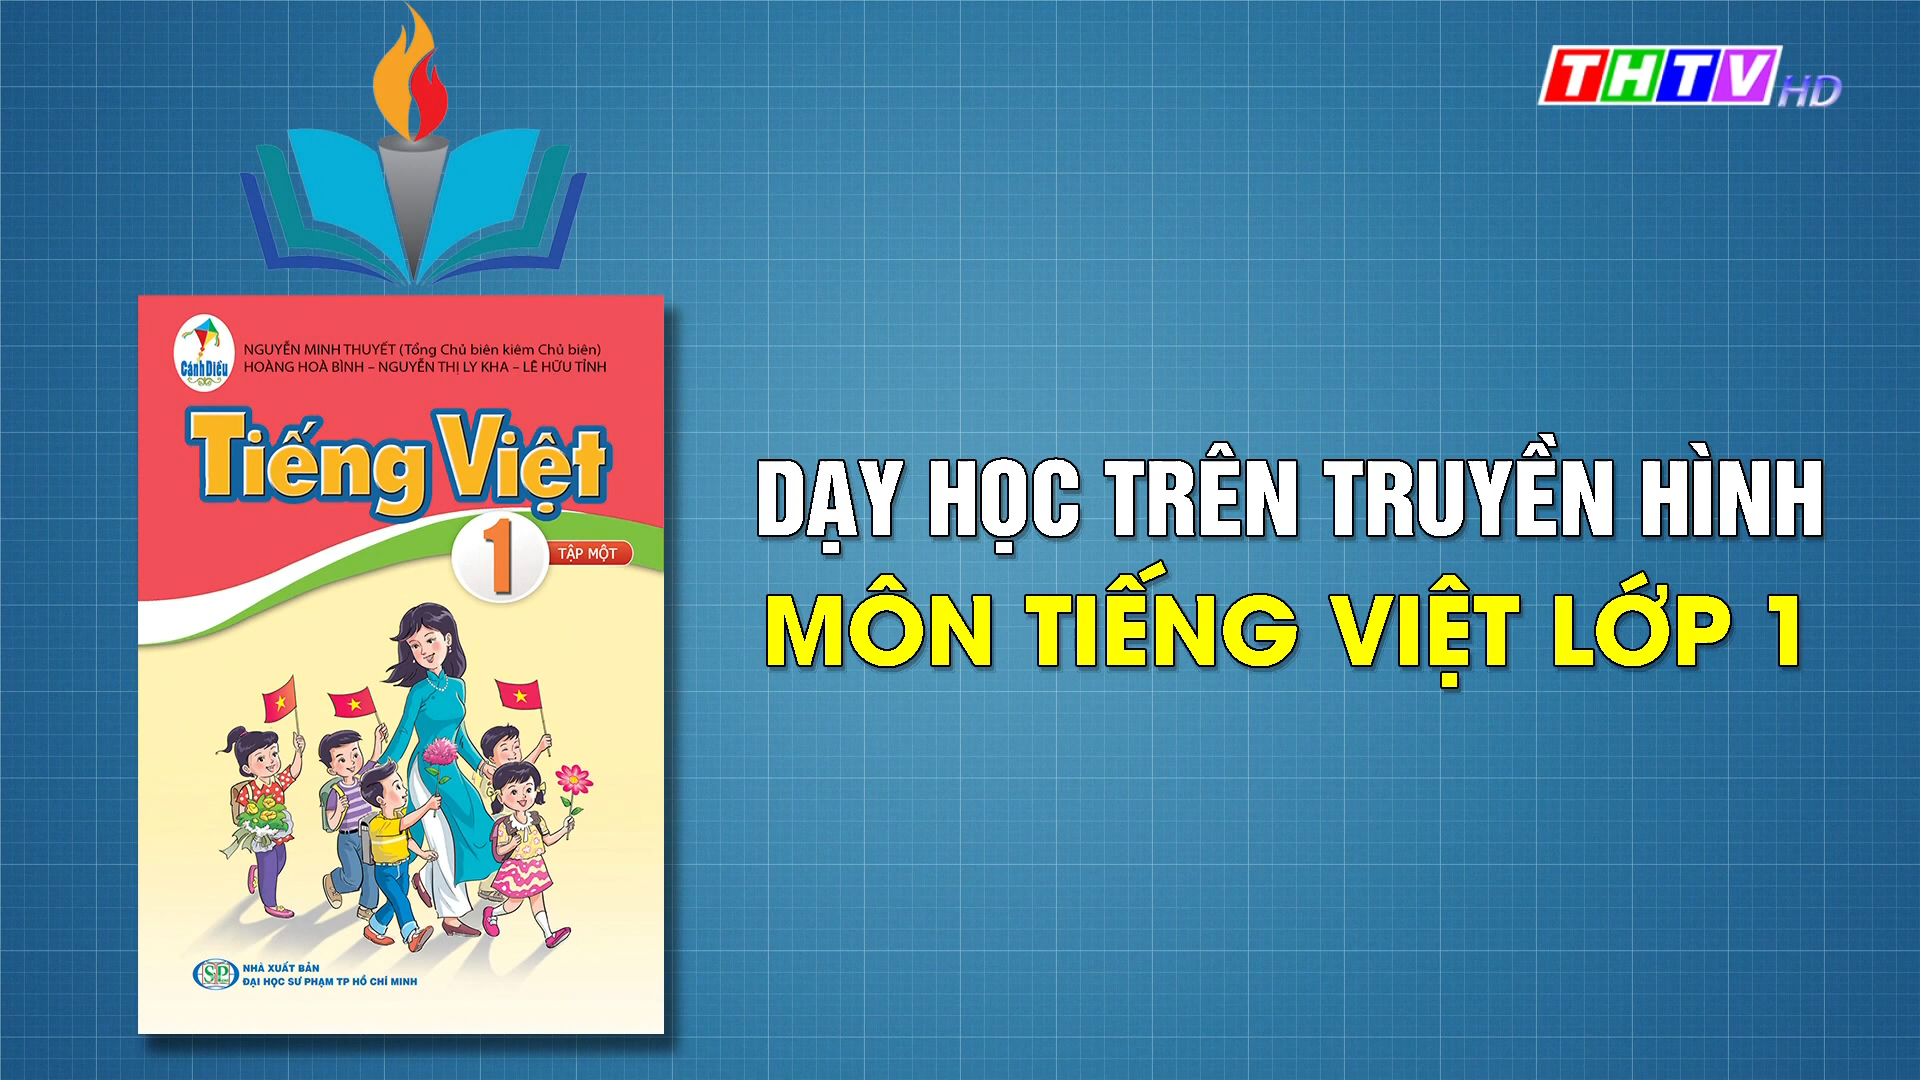 THTV HD
Cánh Diều
NGUYỄN MINH THUYẾT (Tổng Chủ biên kiêm Chủ biên)
HOÀNG HOÀ BÌNH – NGUYỄN THỊ LY KHA – LÊ HỮU TỈNH
Tiếng Việt
1
TẬP MỘT
DẠY HỌC TRÊN TRUYỀN HÌNH
MÔN TIẾNG VIỆT LỚP 1
SP
NHÀ XUẤT BẢN
ĐẠI HỌC SƯ PHẠM TP HỒ CHÍ MINH